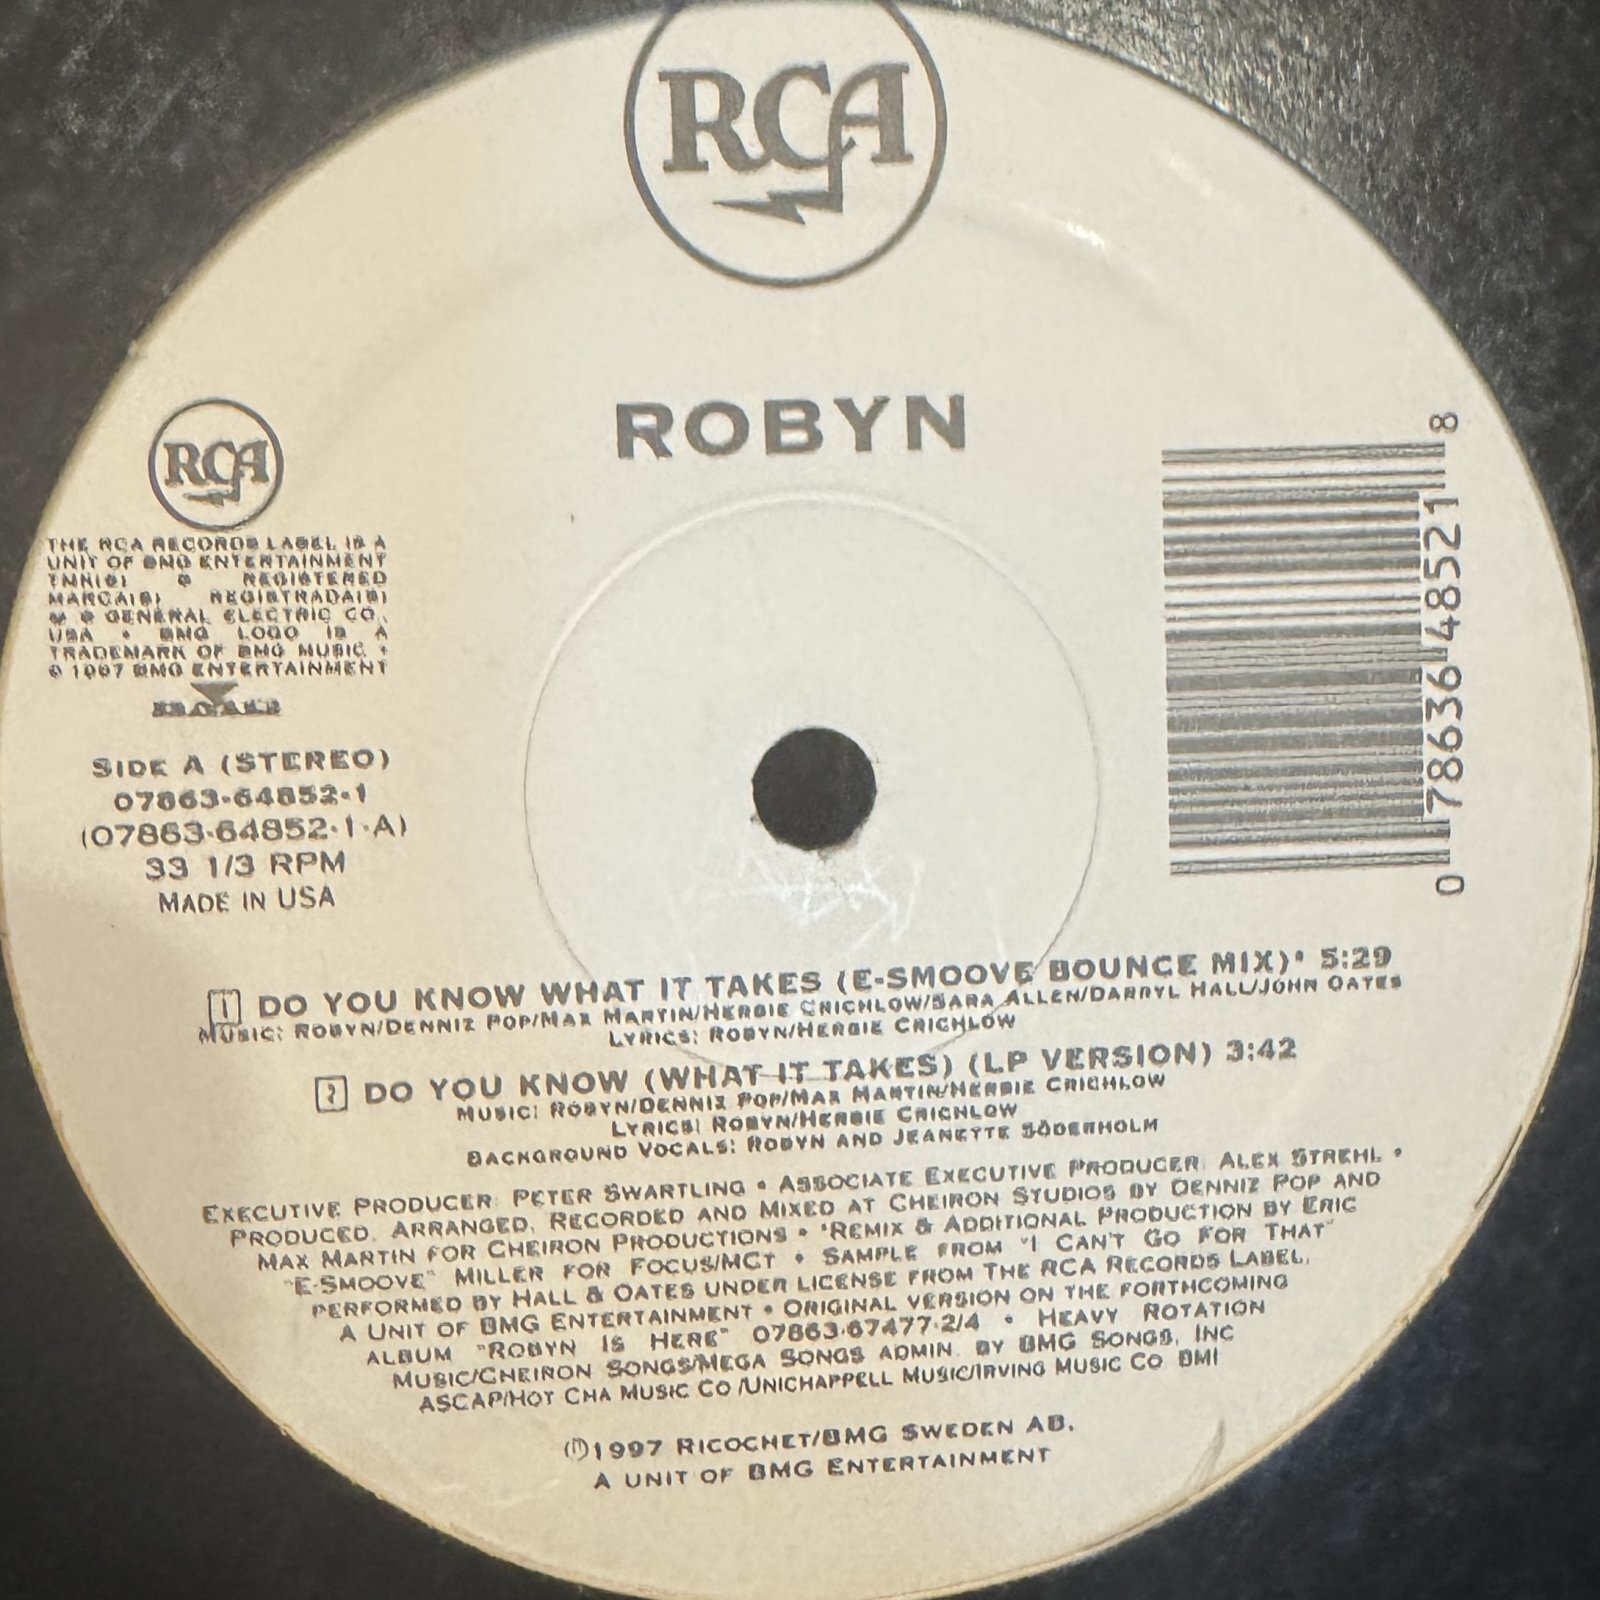 RCA
ROBYN
RCA
THE RCA RECORDS LABEL IS A
UNIT OF BMG ENTERTAINMENT
TMK(S) ® REGISTERED
MARCA(S) REGISTRADA(S)
GENERAL ELECTRIC CO.,
USA • BMG LOGO IS A
TRADEMARK OF BMG MUSIC •
© 1997 BMG ENTERTAINMENT
SIDE A (STEREO)
07863-64852-1
(07863-64852-1-A)
33 1/3 RPM
MADE IN USA
0 78636 48521 8
1 DO YOU KNOW WHAT IT TAKES (E-SMOOVE BOUNCE MIX)* 5:29
MUSIC: ROBYN/DENNIZ POP/MAX MARTIN/HERBIE CRICHLOW/SARA ALLEN/DARRYL HALL/JOHN OATES
LYRICS: ROBYN/HERBIE CRICHLOW
2 DO YOU KNOW (WHAT IT TAKES) (LP VERSION) 3:42
MUSIC: ROBYN/DENNIZ POP/MAX MARTIN/HERBIE CRICHLOW
LYRICS: ROBYN/HERBIE CRICHLOW
BACKGROUND VOCALS: ROBYN AND JEANETTE SÖDERHOLM
EXECUTIVE PRODUCER: PETER SWARTLING • ASSOCIATE EXECUTIVE PRODUCER: ALEX STREHL •
PRODUCED, ARRANGED, RECORDED AND MIXED AT CHEIRON STUDIOS BY DENNIZ POP AND
MAX MARTIN FOR CHEIRON PRODUCTIONS • *REMIX & ADDITIONAL PRODUCTION BY ERIC
"E-SMOOVE" MILLER FOR FOCUS/MCT • SAMPLE FROM "I CAN'T GO FOR THAT"
PERFORMED BY HALL & OATES UNDER LICENSE FROM THE RCA RECORDS LABEL,
A UNIT OF BMG ENTERTAINMENT • ORIGINAL VERSION ON THE FORTHCOMING
ALBUM "ROBYN IS HERE" 07863-67477-2/4 • HEAVY ROTATION
MUSIC/CHEIRON SONGS/MEGA SONGS ADMIN. BY BMG SONGS, INC
ASCAP/HOT CHA MUSIC CO./UNICHAPPELL MUSIC/IRVING MUSIC CO. BMI
℗1997 RICOCHET/BMG SWEDEN AB,
A UNIT OF BMG ENTERTAINMENT